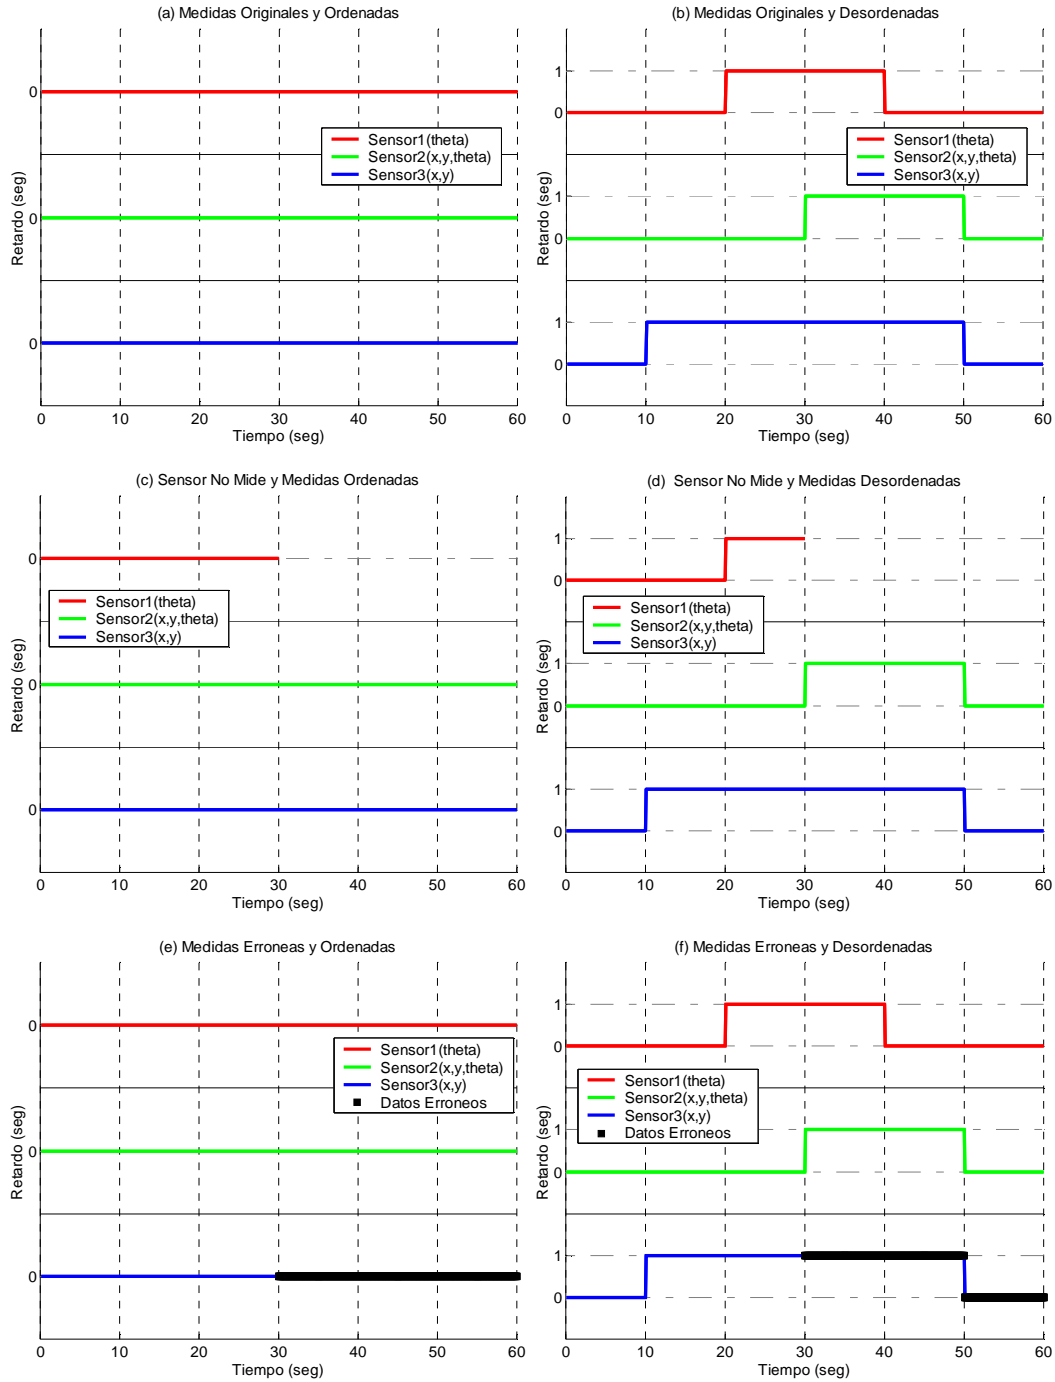 (a) Medidas Originales y Ordenadas
0
0
0
Retardo (seg)
Sensor1(theta)
Sensor2(x,y,theta)
Sensor3(x,y)
0 10 20 30 40 50 60
Tiempo (seg)
(b) Medidas Originales y Desordenadas
1
0
1
0
1
0
Retardo (seg)
Sensor1(theta)
Sensor2(x,y,theta)
Sensor3(x,y)
0 10 20 30 40 50 60
Tiempo (seg)
(c) Sensor No Mide y Medidas Ordenadas
0
0
0
Retardo (seg)
Sensor1(theta)
Sensor2(x,y,theta)
Sensor3(x,y)
0 10 20 30 40 50 60
Tiempo (seg)
(d) Sensor No Mide y Medidas Desordenadas
1
0
1
0
1
0
Retardo (seg)
Sensor1(theta)
Sensor2(x,y,theta)
Sensor3(x,y)
0 10 20 30 40 50 60
Tiempo (seg)
(e) Medidas Erroneas y Ordenadas
0
0
0
Retardo (seg)
Sensor1(theta)
Sensor2(x,y,theta)
Sensor3(x,y)
Datos Erroneos
0 10 20 30 40 50 60
Tiempo (seg)
(f) Medidas Erroneas y Desordenadas
1
0
1
0
1
0
Retardo (seg)
Sensor1(theta)
Sensor2(x,y,theta)
Sensor3(x,y)
Datos Erroneos
0 10 20 30 40 50 60
Tiempo (seg)